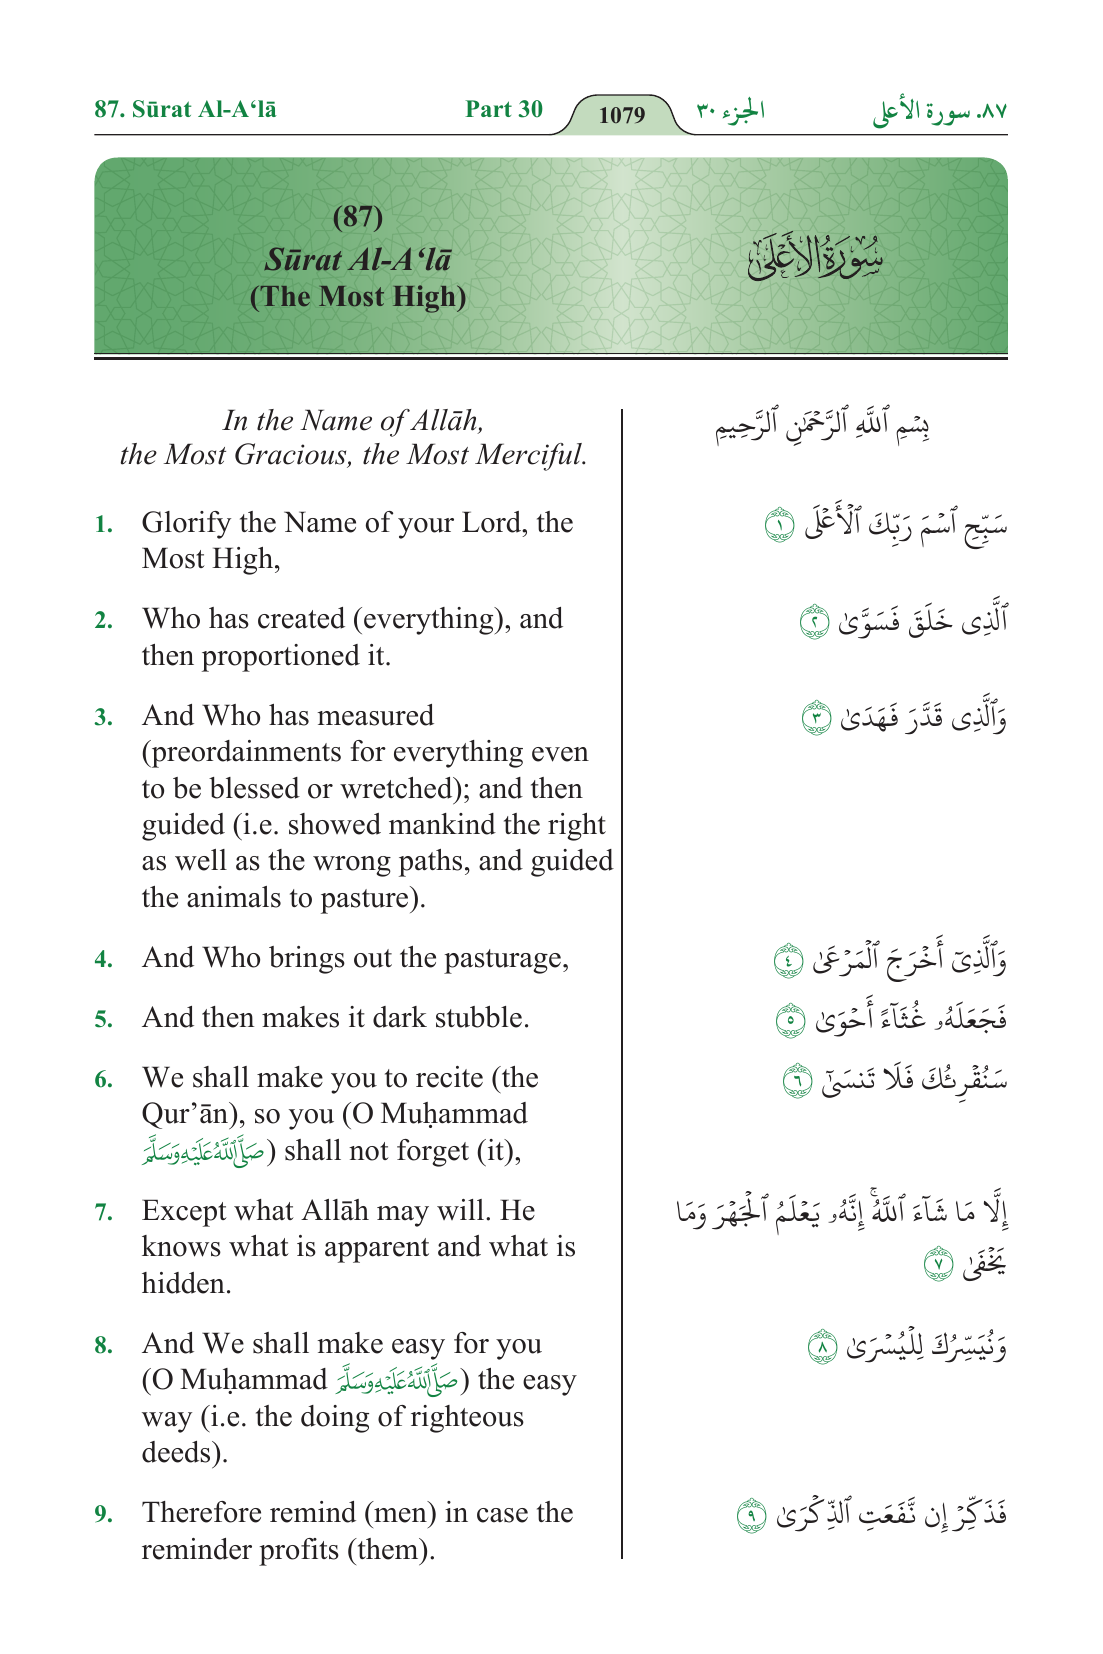 87. Sūrat Al-A‘lā Part 30 1079 الجزء ٣٠ ٨٧. سورة الأعلى
(87)
Sūrat Al-A‘lā
(The Most High)
سُورَةُ الأَعْلَىٰ
In the Name of Allāh,
the Most Gracious, the Most Merciful.
بِسْمِ ٱللَّهِ ٱلرَّحْمَٰنِ ٱلرَّحِيمِ
1. Glorify the Name of your Lord, the
Most High,
سَبِّحِ ٱسْمَ رَبِّكَ ٱلْأَعْلَى ١
2. Who has created (everything), and
then proportioned it.
ٱلَّذِى خَلَقَ فَسَوَّىٰ ٢
3. And Who has measured
(preordainments for everything even
to be blessed or wretched); and then
guided (i.e. showed mankind the right
as well as the wrong paths, and guided
the animals to pasture).
وَٱلَّذِى قَدَّرَ فَهَدَىٰ ٣
4. And Who brings out the pasturage,
وَٱلَّذِىٓ أَخْرَجَ ٱلْمَرْعَىٰ ٤
5. And then makes it dark stubble.
فَجَعَلَهُۥ غُثَآءً أَحْوَىٰ ٥
6. We shall make you to recite (the
Qur’ān), so you (O Muḥammad
صَلَّى ٱللَّهُ عَلَيْهِ وَسَلَّمَ) shall not forget (it),
سَنُقْرِئُكَ فَلَا تَنسَىٰٓ ٦
7. Except what Allāh may will. He
knows what is apparent and what is
hidden.
إِلَّا مَا شَآءَ ٱللَّهُۚ إِنَّهُۥ يَعْلَمُ ٱلْجَهْرَ وَمَا
يَخْفَىٰ ٧
8. And We shall make easy for you
(O Muḥammad صَلَّى ٱللَّهُ عَلَيْهِ وَسَلَّمَ) the easy
way (i.e. the doing of righteous
deeds).
وَنُيَسِّرُكَ لِلْيُسْرَىٰ ٨
9. Therefore remind (men) in case the
reminder profits (them).
فَذَكِّرْ إِن نَّفَعَتِ ٱلذِّكْرَىٰ ٩